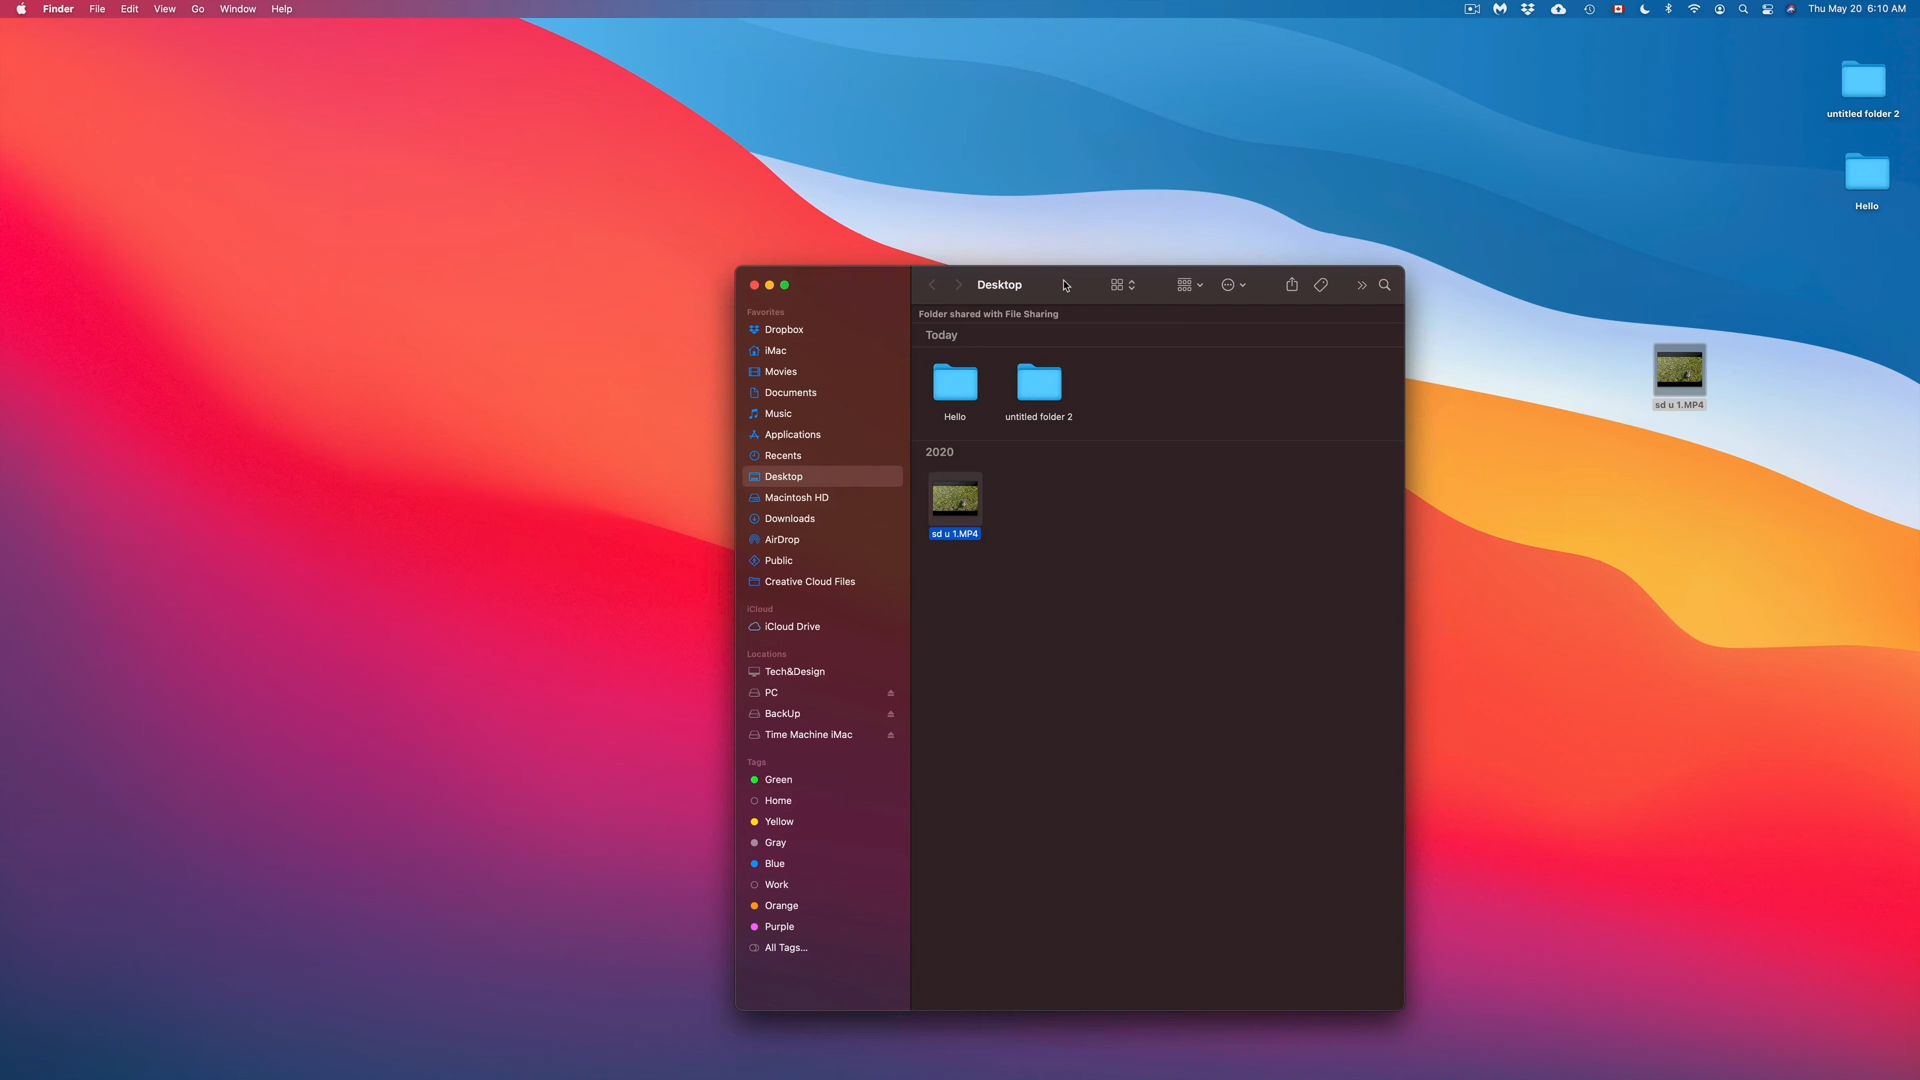 Finder File Edit View Go Window Help
Thu May 20 6:10 AM
untitled folder 2
Hello
sd u 1.MP4
Desktop
Folder shared with File Sharing
Today
Hello
untitled folder 2
2020
sd u 1.MP4
Favorites
Dropbox
iMac
Movies
Documents
Music
Applications
Recents
Desktop
Macintosh HD
Downloads
AirDrop
Public
Creative Cloud Files
iCloud
iCloud Drive
Locations
Tech&Design
PC
BackUp
Time Machine iMac
Tags
Green
Home
Yellow
Gray
Blue
Work
Orange
Purple
All Tags...